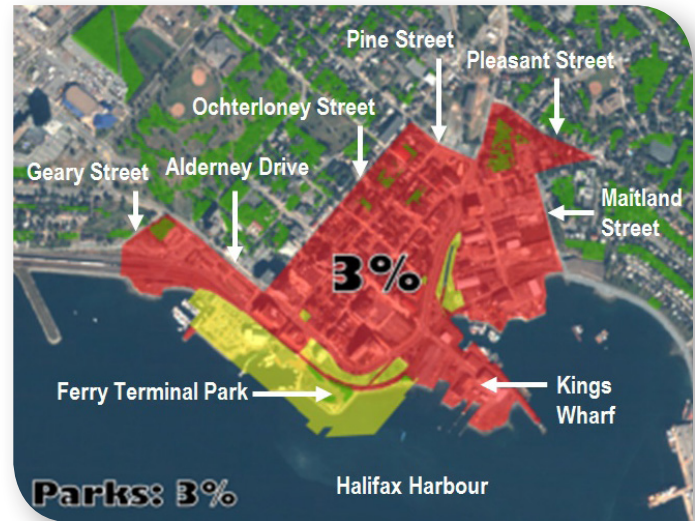 Pine Street
Pleasant Street
Ochterloney Street
Geary Street
Alderney Drive
Maitland
Street
3%
Ferry Terminal Park
Kings
Wharf
Parks: 3%
Halifax Harbour